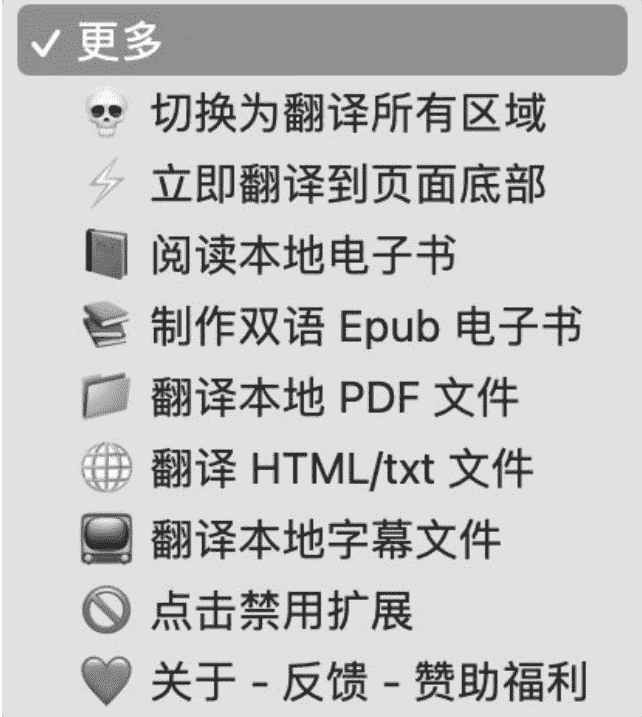 ✓ 更多
💀 切换为翻译所有区域
⚡ 立即翻译到页面底部
📓 阅读本地电子书
📚 制作双语 Epub 电子书
📁 翻译本地 PDF 文件
🌐 翻译 HTML/txt 文件
📺 翻译本地字幕文件
🚫 点击禁用扩展
❤ 关于 - 反馈 - 赞助福利